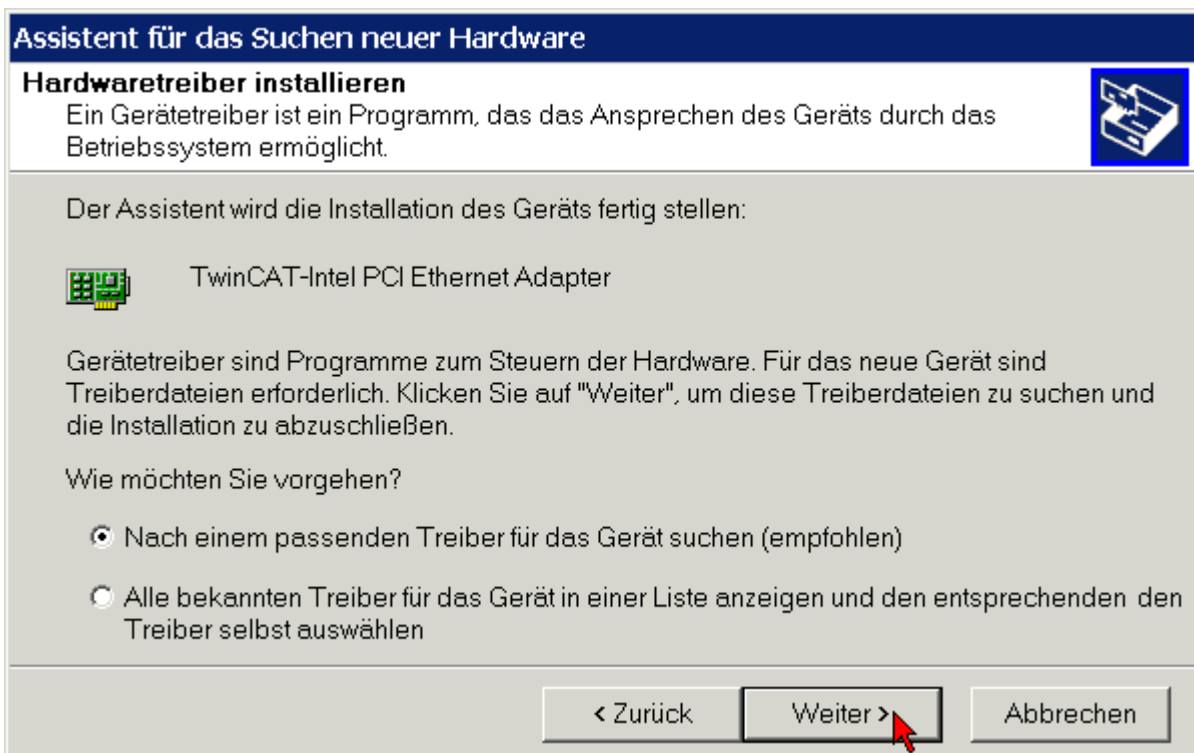 Assistent für das Suchen neuer Hardware
Hardwaretreiber installieren
Ein Gerätetreiber ist ein Programm, das das Ansprechen des Geräts durch das
Betriebssystem ermöglicht.
Der Assistent wird die Installation des Geräts fertig stellen:
TwinCAT-Intel PCI Ethernet Adapter
Gerätetreiber sind Programme zum Steuern der Hardware. Für das neue Gerät sind
Treiberdateien erforderlich. Klicken Sie auf "Weiter", um diese Treiberdateien zu suchen und
die Installation zu abzuschließen.
Wie möchten Sie vorgehen?
Nach einem passenden Treiber für das Gerät suchen (empfohlen)
Alle bekannten Treiber für das Gerät in einer Liste anzeigen und den entsprechenden den
Treiber selbst auswählen
< Zurück Weiter > Abbrechen